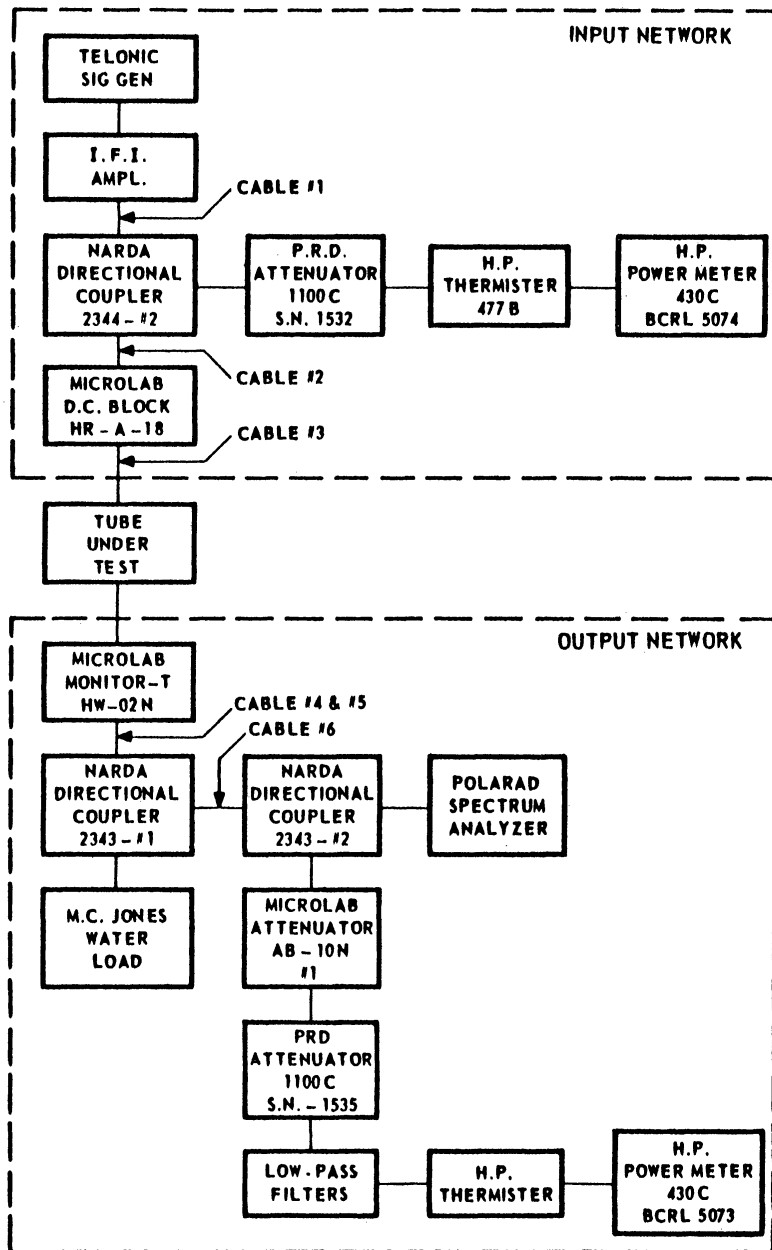 INPUT NETWORK
TELONIC
SIG GEN
I.F.I.
AMPL.
CABLE #1
NARDA
DIRECTIONAL
COUPLER
2344-#2
P.R.D.
ATTENUATOR
1100C
S.N. 1532
H.P.
THERMISTER
477B
H.P.
POWER METER
430C
BCRL 5074
CABLE #2
MICROLAB
D.C. BLOCK
HR-A-18
CABLE #3
TUBE
UNDER
TEST
OUTPUT NETWORK
MICROLAB
MONITOR-T
HW-02N
CABLE #4 & #5
CABLE #6
NARDA
DIRECTIONAL
COUPLER
2343-#1
NARDA
DIRECTIONAL
COUPLER
2343-#2
POLARAD
SPECTRUM
ANALYZER
M.C. JONES
WATER
LOAD
MICROLAB
ATTENUATOR
AB-10N
#1
PRD
ATTENUATOR
1100C
S.N.-1535
LOW-PASS
FILTERS
H.P.
THERMISTER
H.P.
POWER METER
430C
BCRL 5073